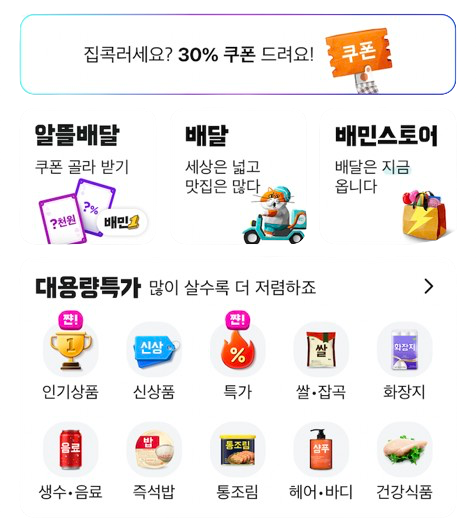 집콕러세요? 30% 쿠폰 드려요!
쿠폰
알뜰배달
쿠폰 골라 받기
?천원
?%
배민1
배달
세상은 넓고
맛집은 많다
배민스토어
배달은 지금
옵니다
대용량특가 많이 살수록 더 저렴하죠
쨘!
1
인기상품
신상
신상품
쨘!
%
특가
쌀
쌀•잡곡
화장지
화장지
음료
생수•음료
밥
즉석밥
통조림
통조림
샴푸
헤어•바디
건강식품